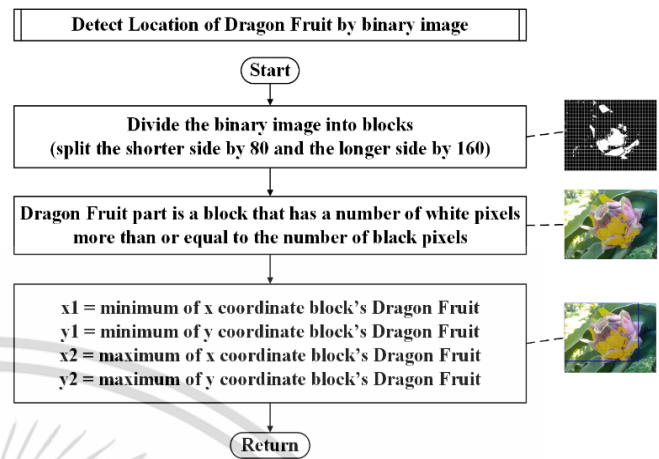 Detect Location of Dragon Fruit by binary image
Start
Divide the binary image into blocks
(split the shorter side by 80 and the longer side by 160)
Dragon Fruit part is a block that has a number of white pixels
more than or equal to the number of black pixels
x1 = minimum of x coordinate block's Dragon Fruit
y1 = minimum of y coordinate block's Dragon Fruit
x2 = maximum of x coordinate block's Dragon Fruit
y2 = maximum of y coordinate block's Dragon Fruit
Return